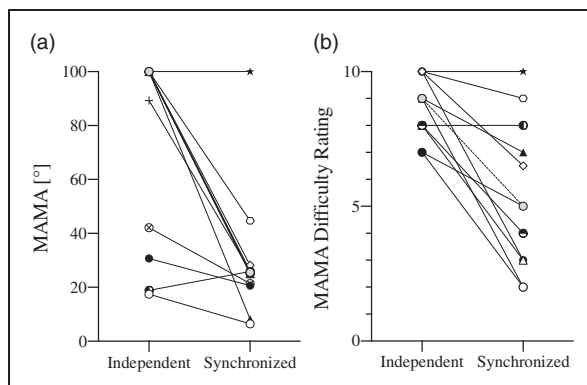 (a)
MAMA [°]
100
80
60
40
20
0
Independent
Synchronized
(b)
MAMA Difficulty Rating
10
5
0
Independent
Synchronized